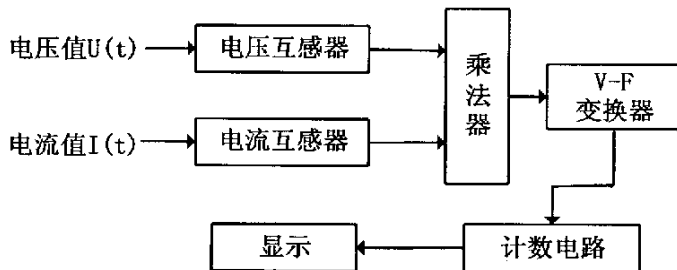 电压值U(t)
电压互感器
乘法器
V-F
变换器
电流值I(t)
电流互感器
显示
计数电路